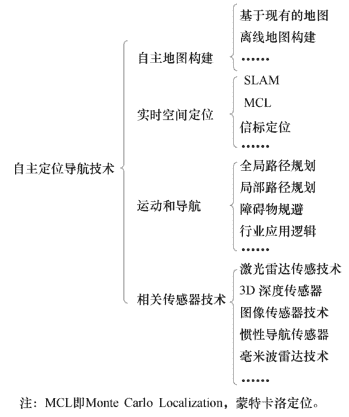 自主定位导航技术
自主地图构建
基于现有的地图
离线地图构建
……
实时空间定位
SLAM
MCL
信标定位
……
运动和导航
全局路径规划
局部路径规划
障碍物规避
行业应用逻辑
……
相关传感器技术
激光雷达传感技术
3D 深度传感器
图像传感器技术
惯性导航传感器
毫米波雷达技术
……
注：MCL即Monte Carlo Localization，蒙特卡洛定位。